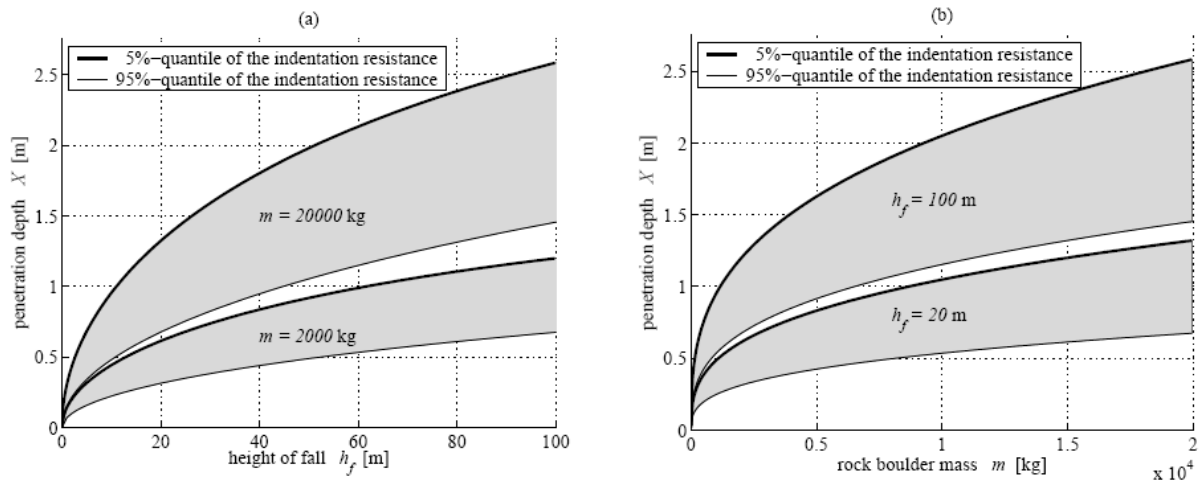 (a)
5%−quantile of the indentation resistance
95%−quantile of the indentation resistance
penetration depth X [m]
2.5
2
1.5
1
0.5
0
m = 20000 kg
m = 2000 kg
0 20 40 60 80 100
height of fall h_f [m]
(b)
5%−quantile of the indentation resistance
95%−quantile of the indentation resistance
penetration depth X [m]
2.5
2
1.5
1
0.5
0
h_f = 100 m
h_f = 20 m
0 0.5 1 1.5 2
rock boulder mass m [kg]
x 10^4